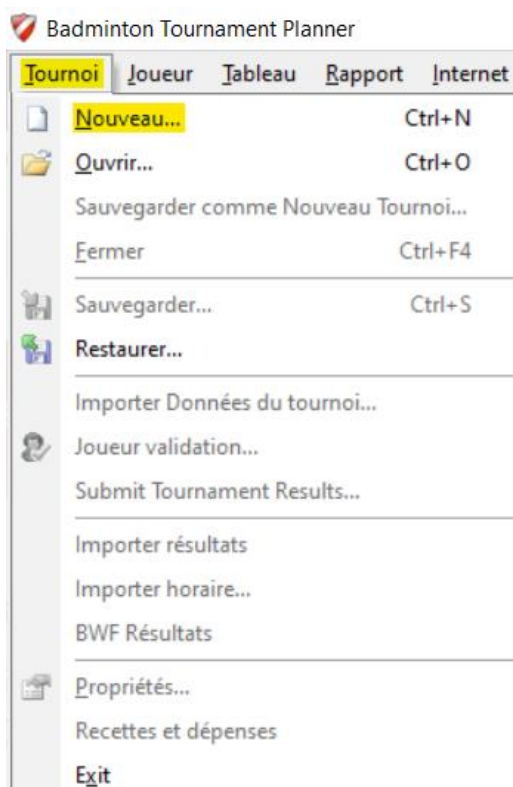 Badminton Tournament Planner
Tournoi Joueur Tableau Rapport Internet
Nouveau... Ctrl+N
Ouvrir... Ctrl+O
Sauvegarder comme Nouveau Tournoi...
Fermer Ctrl+F4
Sauvegarder... Ctrl+S
Restaurer...
Importer Données du tournoi...
Joueur validation...
Submit Tournament Results...
Importer résultats
Importer horaire...
BWF Résultats
Propriétés...
Recettes et dépenses
Exit